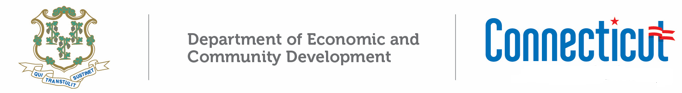 QUI TRANSTULIT SUSTINET
Department of Economic and
Community Development
Connecticut